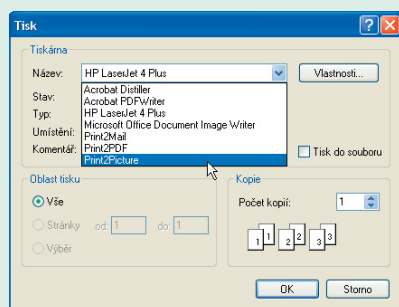 Tisk
Tiskárna
Název: HP LaserJet 4 Plus Vlastnosti...
Stav: Acrobat Distiller
Acrobat PDFWriter
Typ: HP LaserJet 4 Plus
Microsoft Office Document Image Writer
Umístění: Print2Mail
Komentář: Print2PDF Tisk do souboru
Print2Picture
Oblast tisku
Vše
Stránky od: 1 do: 1
Výběr
Kopie
Počet kopií: 1
1 1 2 2 3 3
OK Storno